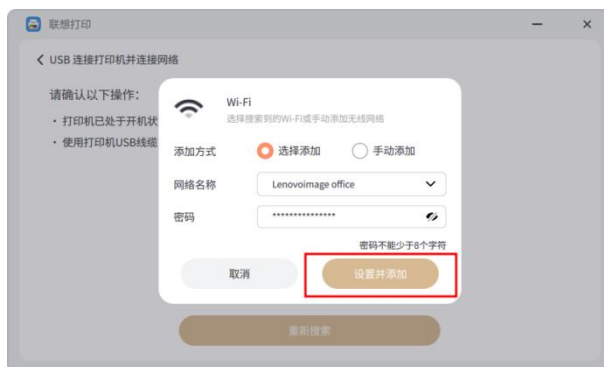 联想打印
USB 连接打印机并连接网络
请确认以下操作：
· 打印机已处于开机状
· 使用打印机USB线缆
Wi-Fi
选择搜索到的Wi-Fi或手动添加无线网络
添加方式 选择添加 手动添加
网络名称 Lenovoimage office
密码 ***************
密码不能少于8个字符
取消 设置并添加
重新搜索